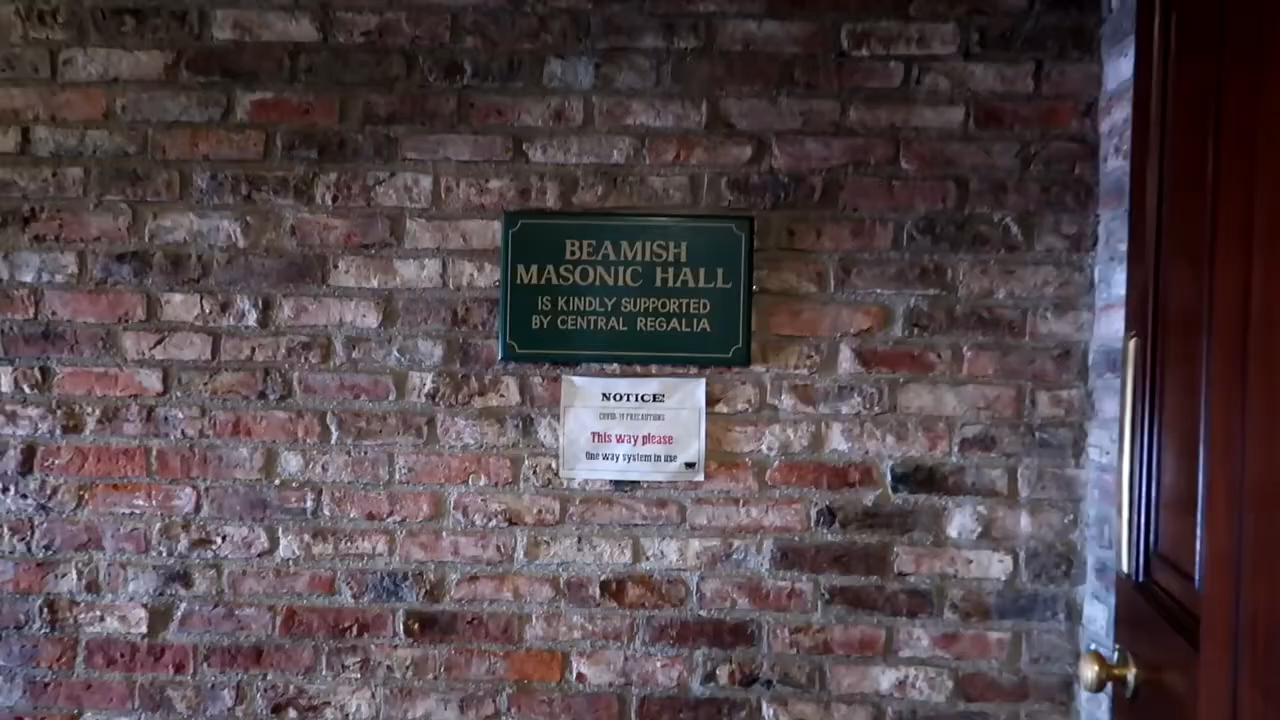 BEAMISH
MASONIC HALL
IS KINDLY SUPPORTED
BY CENTRAL REGALIA
NOTICE!
COVID-19 PRECAUTIONS
This way please
One way system in use